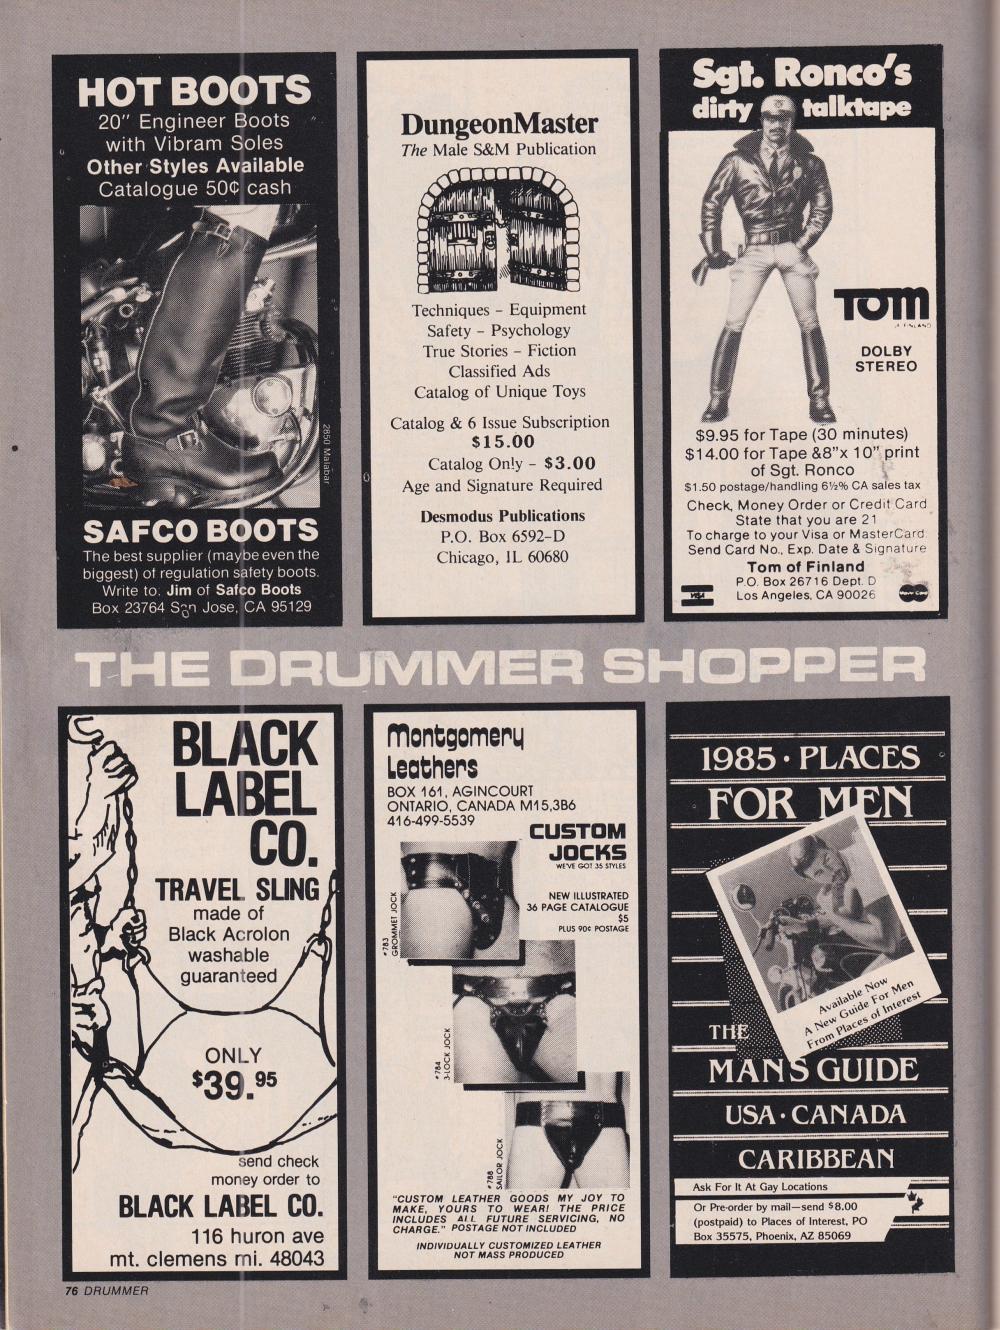 HOT BOOTS
20" Engineer Boots
with Vibram Soles
Other Styles Available
Catalogue 50¢ cash
2850 Malabar
SAFCO BOOTS
The best supplier (maybe even the
biggest) of regulation safety boots.
Write to: Jim of Safco Boots
Box 23764 San Jose, CA 95129
DungeonMaster
The Male S&M Publication
Techniques – Equipment
Safety – Psychology
True Stories – Fiction
Classified Ads
Catalog of Unique Toys
Catalog & 6 Issue Subscription
$15.00
Catalog Only – $3.00
Age and Signature Required
Desmodus Publications
P.O. Box 6592-D
Chicago, IL 60680
Sgt. Ronco's
dirty talktape
TOM
OF FINLAND
DOLBY
STEREO
$9.95 for Tape (30 minutes)
$14.00 for Tape &8"x 10" print
of Sgt. Ronco
$1.50 postage/handling 6½% CA sales tax
Check, Money Order or Credit Card
State that you are 21
To charge to your Visa or MasterCard:
Send Card No., Exp. Date & Signature
Tom of Finland
P.O. Box 26716 Dept. D
Los Angeles, CA 90026
VISA
MasterCard
THE DRUMMER SHOPPER
BLACK
LABEL
CO.
TRAVEL SLING
made of
Black Acrolon
washable
guaranteed
ONLY
$39.95
send check
money order to
BLACK LABEL CO.
116 huron ave
mt. clemens mi. 48043
Montgomery
Leathers
BOX 161, AGINCOURT
ONTARIO, CANADA M15,3B6
416-499-5539
CUSTOM
JOCKS
WE'VE GOT 35 STYLES
NEW ILLUSTRATED
36 PAGE CATALOGUE
$5
PLUS 90¢ POSTAGE
#783
GROMMET JOCK
#784
3-LOCK JOCK
#788
SAILOR JOCK
"CUSTOM LEATHER GOODS MY JOY TO
MAKE, YOURS TO WEAR! THE PRICE
INCLUDES ALL FUTURE SERVICING, NO
CHARGE." POSTAGE NOT INCLUDED
INDIVIDUALLY CUSTOMIZED LEATHER
NOT MASS PRODUCED
1985 · PLACES
FOR MEN
Available Now
A New Guide For Men
From Places of Interest
THE
MAN'S GUIDE
USA · CANADA
CARIBBEAN
Ask For It At Gay Locations
Or Pre-order by mail—send $8.00
(postpaid) to Places of Interest, PO
Box 35575, Phoenix, AZ 85069
76 DRUMMER